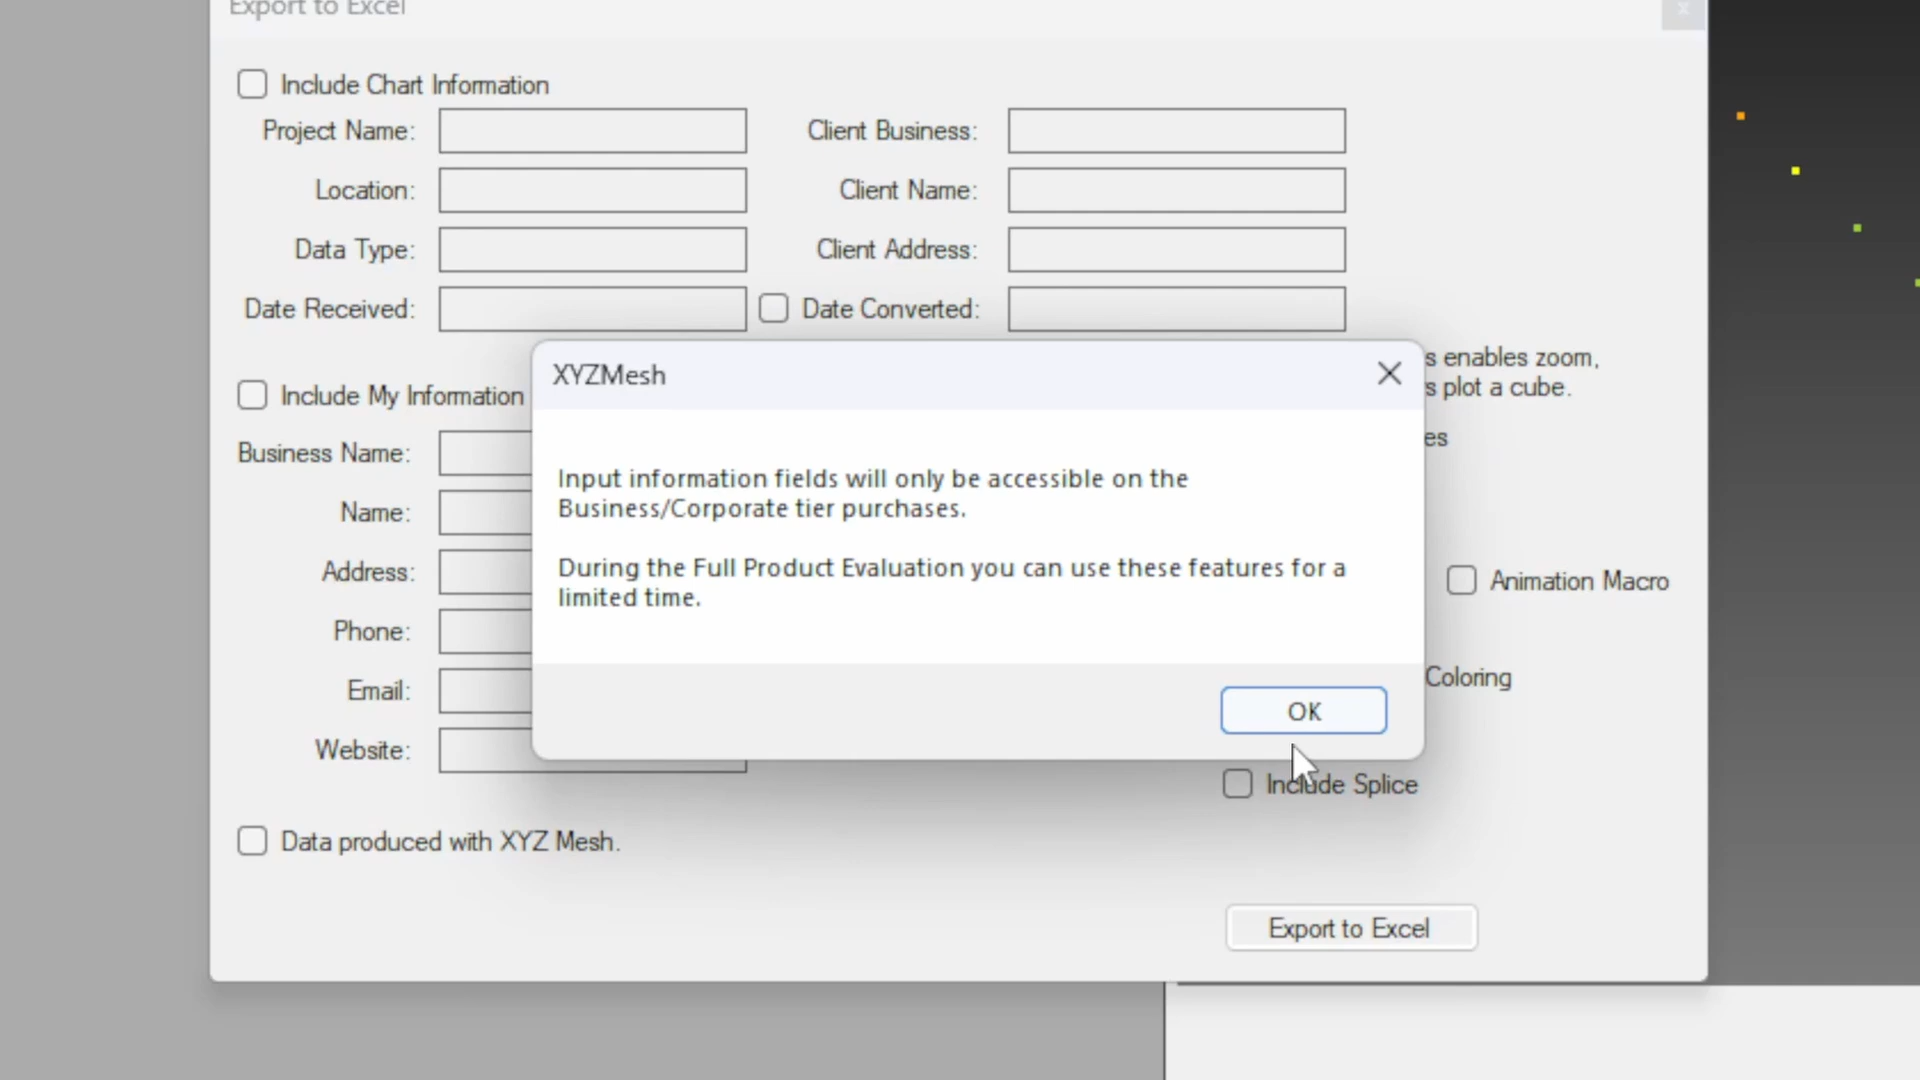 Export to Excel
Include Chart Information
Project Name:
Client Business:
Location:
Client Name:
Data Type:
Client Address:
Date Received:
Date Converted:
s enables zoom,
s plot a cube.
Include My Information
es
XYZMesh
Input information fields will only be accessible on the
Business/Corporate tier purchases.
During the Full Product Evaluation you can use these features for a
limited time.
OK
Business Name:
Name:
Address:
Phone:
Email:
Website:
Animation Macro
Coloring
Include Splice
Data produced with XYZ Mesh.
Export to Excel